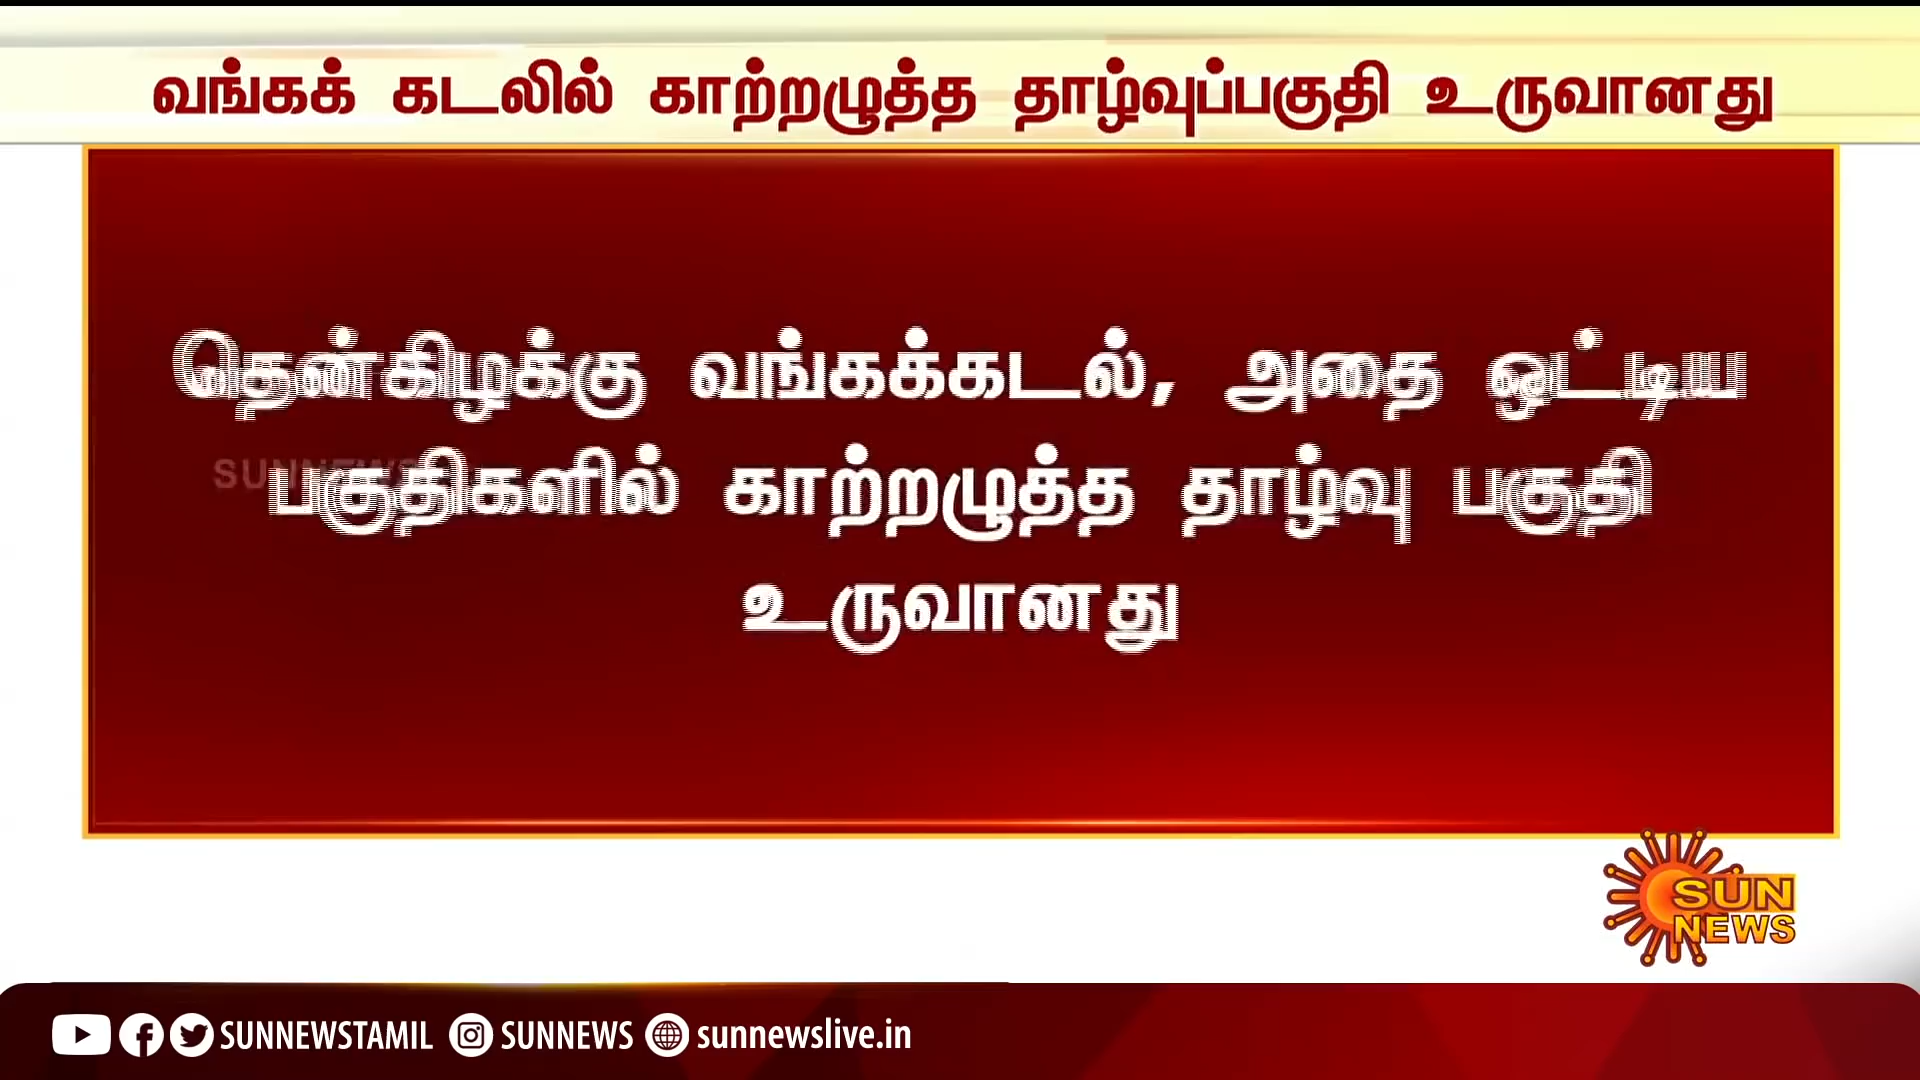 வங்கக் கடலில் காற்றழுத்த தாழ்வுப்பகுதி உருவானது
தென்கிழக்கு வங்கக்கடல், அதை ஒட்டிய
SUNNEWS
பகுதிகளில் காற்றழுத்த தாழ்வு பகுதி
உருவானது
SUN
NEWS
SUNNEWSTAMIL SUNNEWS sunnewslive.in